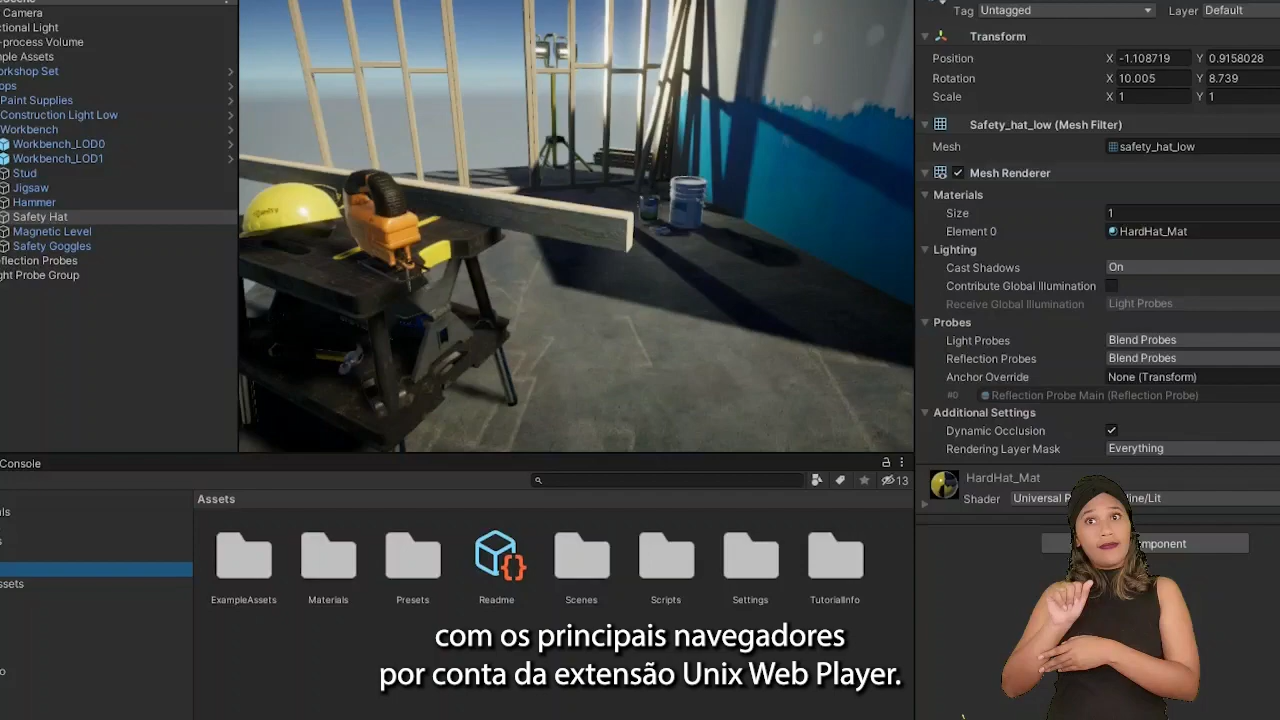 Camera
ctional Light
-process Volume
nple Assets
orkshop Set
ops
Paint Supplies
Construction Light Low
Workbench
Workbench_LOD0
Workbench_LOD1
Stud
Jigsaw
Hammer
Safety Hat
Magnetic Level
Safety Goggles
eflection Probes
ght Probe Group
Tag Untagged Layer Default
Transform
Position X -1.108719 Y 0.9158028
Rotation X 10.005 Y 8.739
Scale X 1 Y 1
Safety_hat_low (Mesh Filter)
Mesh safety_hat_low
Mesh Renderer
Materials
Size 1
Element 0 HardHat_Mat
Lighting
Cast Shadows On
Contribute Global Illumination
Receive Global Illumination Light Probes
Probes
Light Probes Blend Probes
Reflection Probes Blend Probes
Anchor Override None (Transform)
#0 Reflection Probe Main (Reflection Probe)
Additional Settings
Dynamic Occlusion
Rendering Layer Mask Everything
HardHat_Mat
Shader Universal R ine/Lit
omponent
Console
13
Assets
als
s
ssets
o
ExampleAssets Materials Presets Readme Scenes Scripts Settings TutorialInfo
com os principais navegadores
por conta da extensão Unix Web Player.